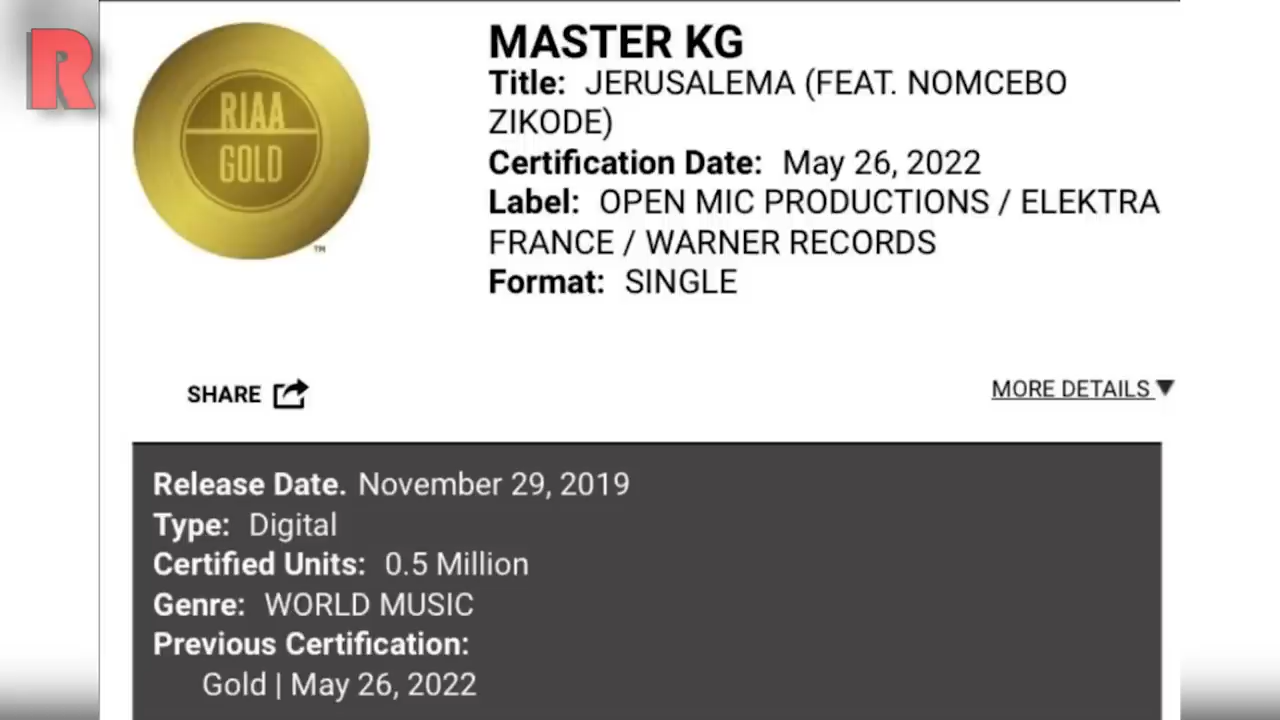 R
RIAA
GOLD
™
MASTER KG
Title: JERUSALEMA (FEAT. NOMCEBO
ZIKODE)
Certification Date: May 26, 2022
Label: OPEN MIC PRODUCTIONS / ELEKTRA
FRANCE / WARNER RECORDS
Format: SINGLE
SHARE
MORE DETAILS
Release Date. November 29, 2019
Type: Digital
Certified Units: 0.5 Million
Genre: WORLD MUSIC
Previous Certification:
Gold | May 26, 2022